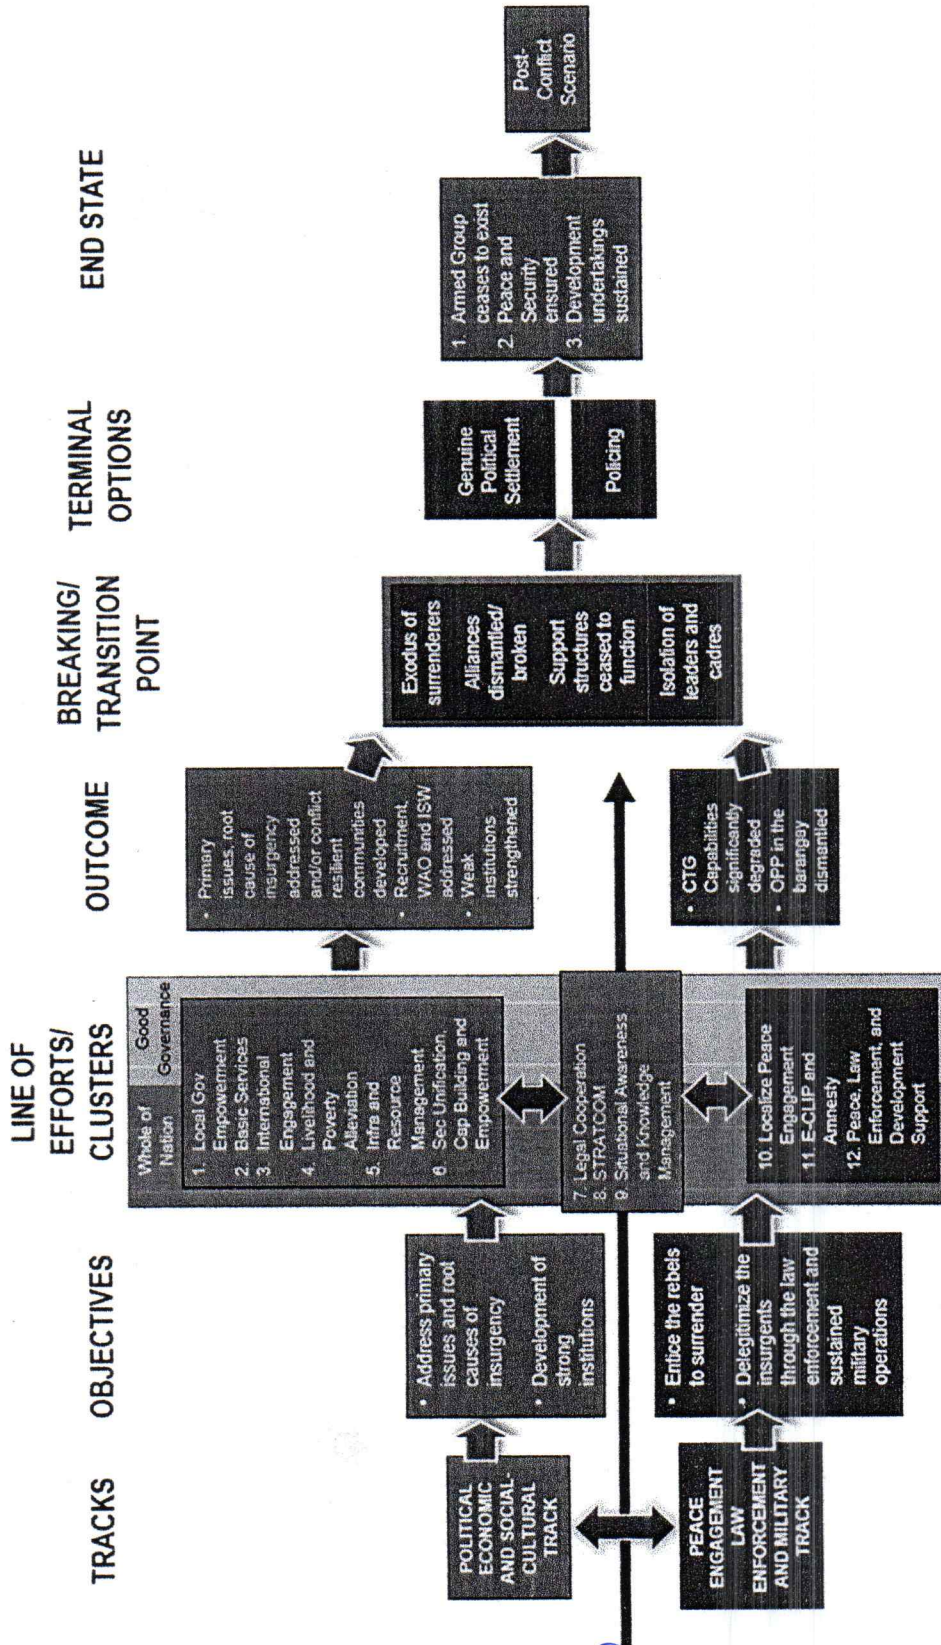 TRACKS
OBJECTIVES
LINE OF
EFFORTS/
CLUSTERS
OUTCOME
BREAKING/
TRANSITION
POINT
TERMINAL
OPTIONS
END STATE
POLITICAL
ECONOMIC
AND SOCIAL-
CULTURAL
TRACK
PEACE
ENGAGEMENT
LAW
ENFORCEMENT
AND MILITARY
TRACK
• Address primary
issues and root
causes of
insurgency
• Development of
strong
institutions
• Entice the rebels
to surrender
• Delegitimize the
insurgents
through the law
enforcement and
sustained
military
operations
Whole of
Nation
Good
Governance
1. Local Gov
Empowerment
2. Basic Services
3. International
Engagement
4. Livelihood and
Poverty
Alleviation
5. Infra and
Resource
Management
6. Sec Unification,
Cap Building and
Empowerment
7. Legal Cooperation
8. STRATCOM
9. Situational Awareness
and Knowledge
Management
10. Localize Peace
Engagement
11. E-CLIP and
Amnesty
12. Peace, Law
Enforcement, and
Development
Support
• Primary
issues, root
cause of
insurgency
addressed
and/or conflict
resilient
communities
developed
• Recruitment,
WAO and ISW
addressed
• Weak
institutions
strengthened
• CTG
Capabilities
significantly
degraded
• OPP in the
barangay
dismantled
Exodus of
surrenderers
Alliances
dismantled/
broken
Support
structures
ceased to
function
Isolation of
leaders and
cadres
Genuine
Political
Settlement
Policing
1. Armed Group
ceases to exist
2. Peace and
Security
ensured
3. Development
undertakings
sustained
Post-
Conflict
Scenario